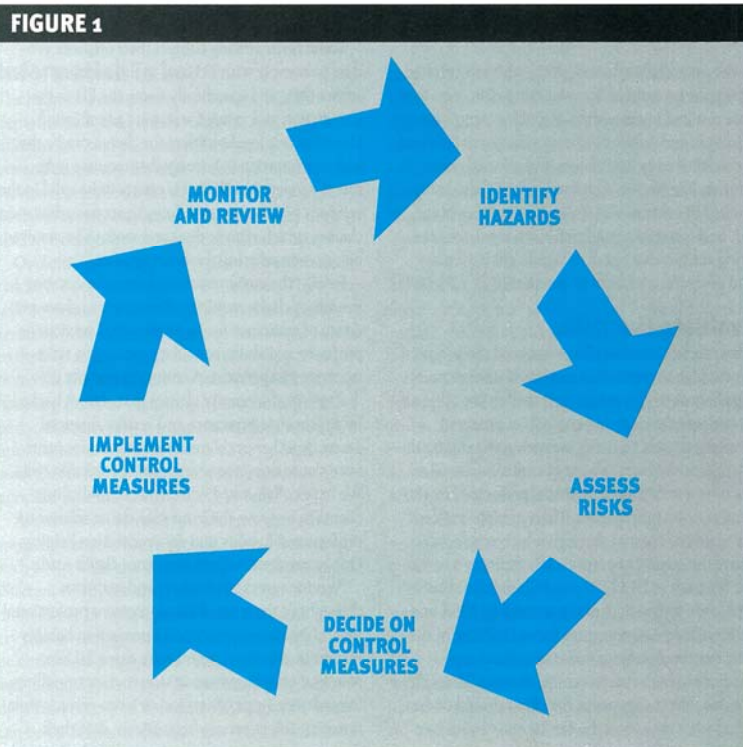 FIGURE 1
MONITOR
AND REVIEW
IDENTIFY
HAZARDS
ASSESS
RISKS
DECIDE ON
CONTROL
MEASURES
IMPLEMENT
CONTROL
MEASURES